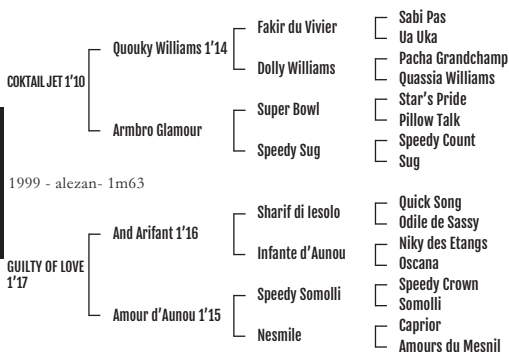 Sabi Pas
Fakir du Vivier
Ua Uka
Quouky Williams 1'14
Pacha Grandchamp
Dolly Williams
Quassia Williams
COKTAIL JET 1'10
Star's Pride
Super Bowl
Pillow Talk
Armbro Glamour
Speedy Count
Speedy Sug
Sug
1999 - alezan- 1m63
Quick Song
Sharif di Iesolo
Odile de Sassy
And Arifant 1'16
Niky des Etangs
Infante d'Aunou
Oscana
GUILTY OF LOVE
1'17
Speedy Crown
Speedy Somolli
Somolli
Amour d'Aunou 1'15
Caprior
Nesmile
Amours du Mesnil